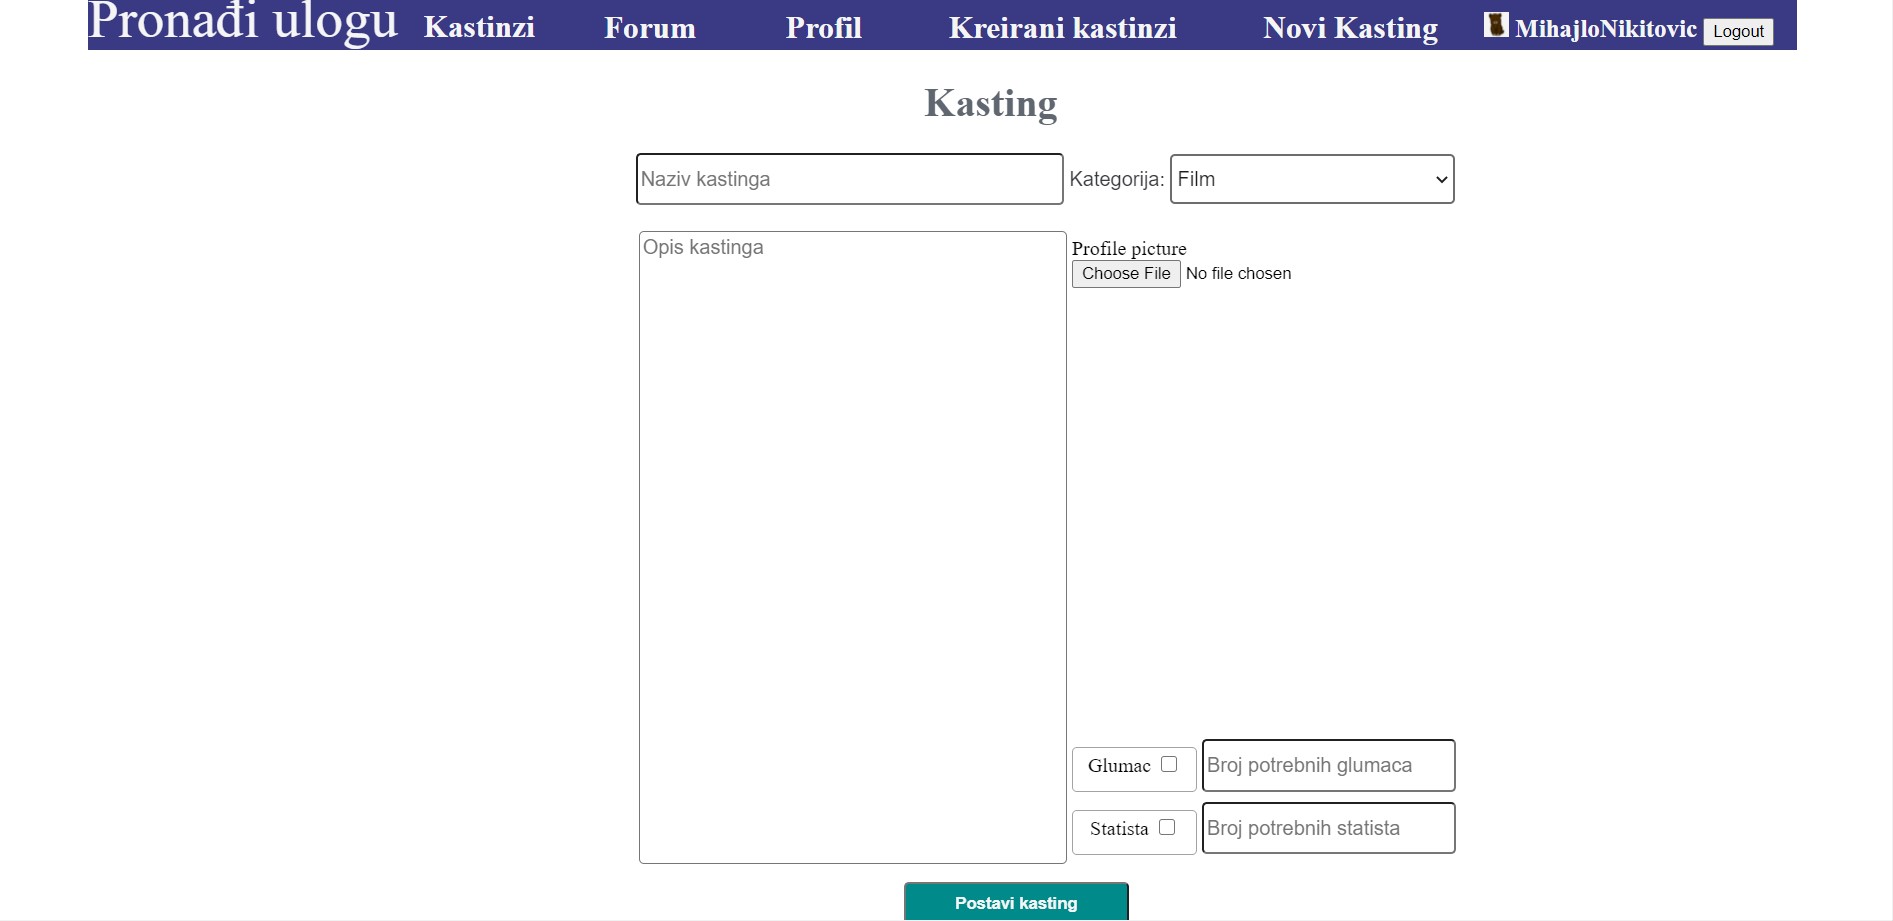 Pronađi ulogu Kastinzi Forum Profil Kreirani kastinzi Novi Kasting MihajloNikitovic Logout
Kasting
Naziv kastinga Kategorija: Film
Opis kastinga
Profile picture
Choose File No file chosen
Glumac Broj potrebnih glumaca
Statista Broj potrebnih statista
Postavi kasting